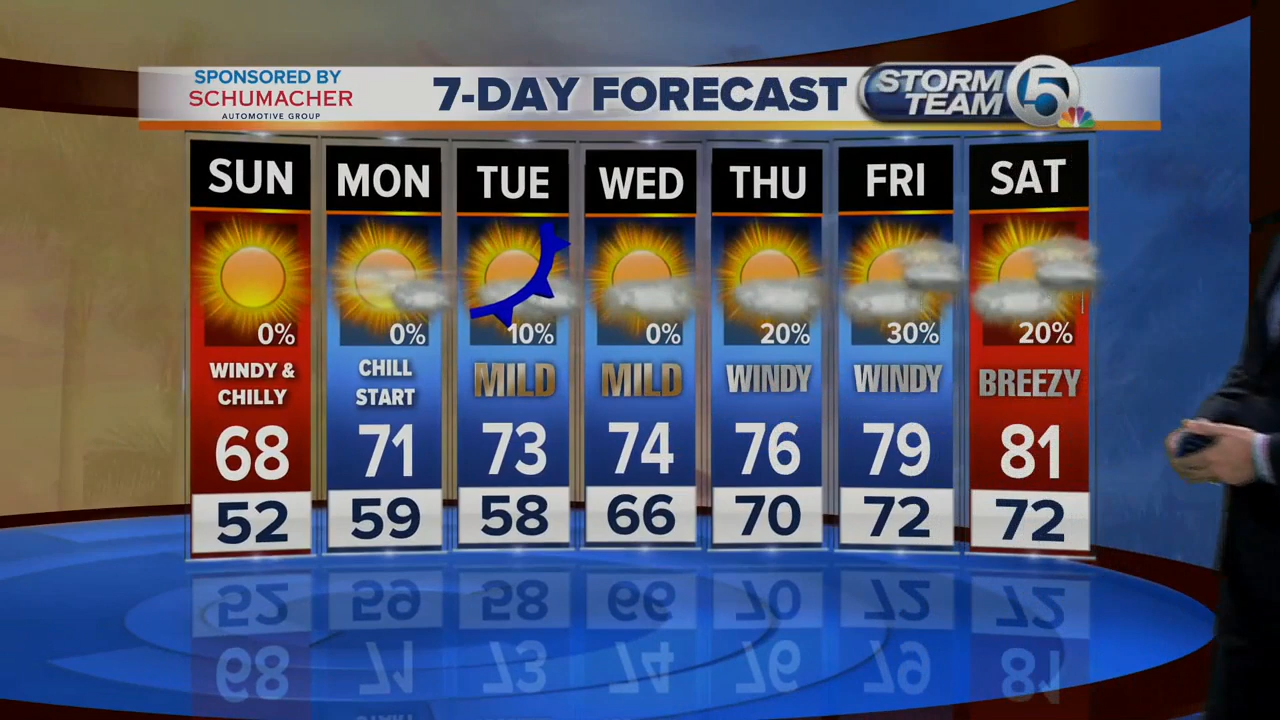 SPONSORED BY
SCHUMACHER
AUTOMOTIVE GROUP
7-DAY FORECAST
STORM
TEAM
5
SUN MON TUE WED THU FRI SAT
0% 0% 10% 0% 20% 30% 20%
WINDY &
CHILLY
CHILL
START
MILD
MILD
WINDY
WINDY
BREEZY
68 71 73 74 76 79 81
52 59 58 66 70 72 72